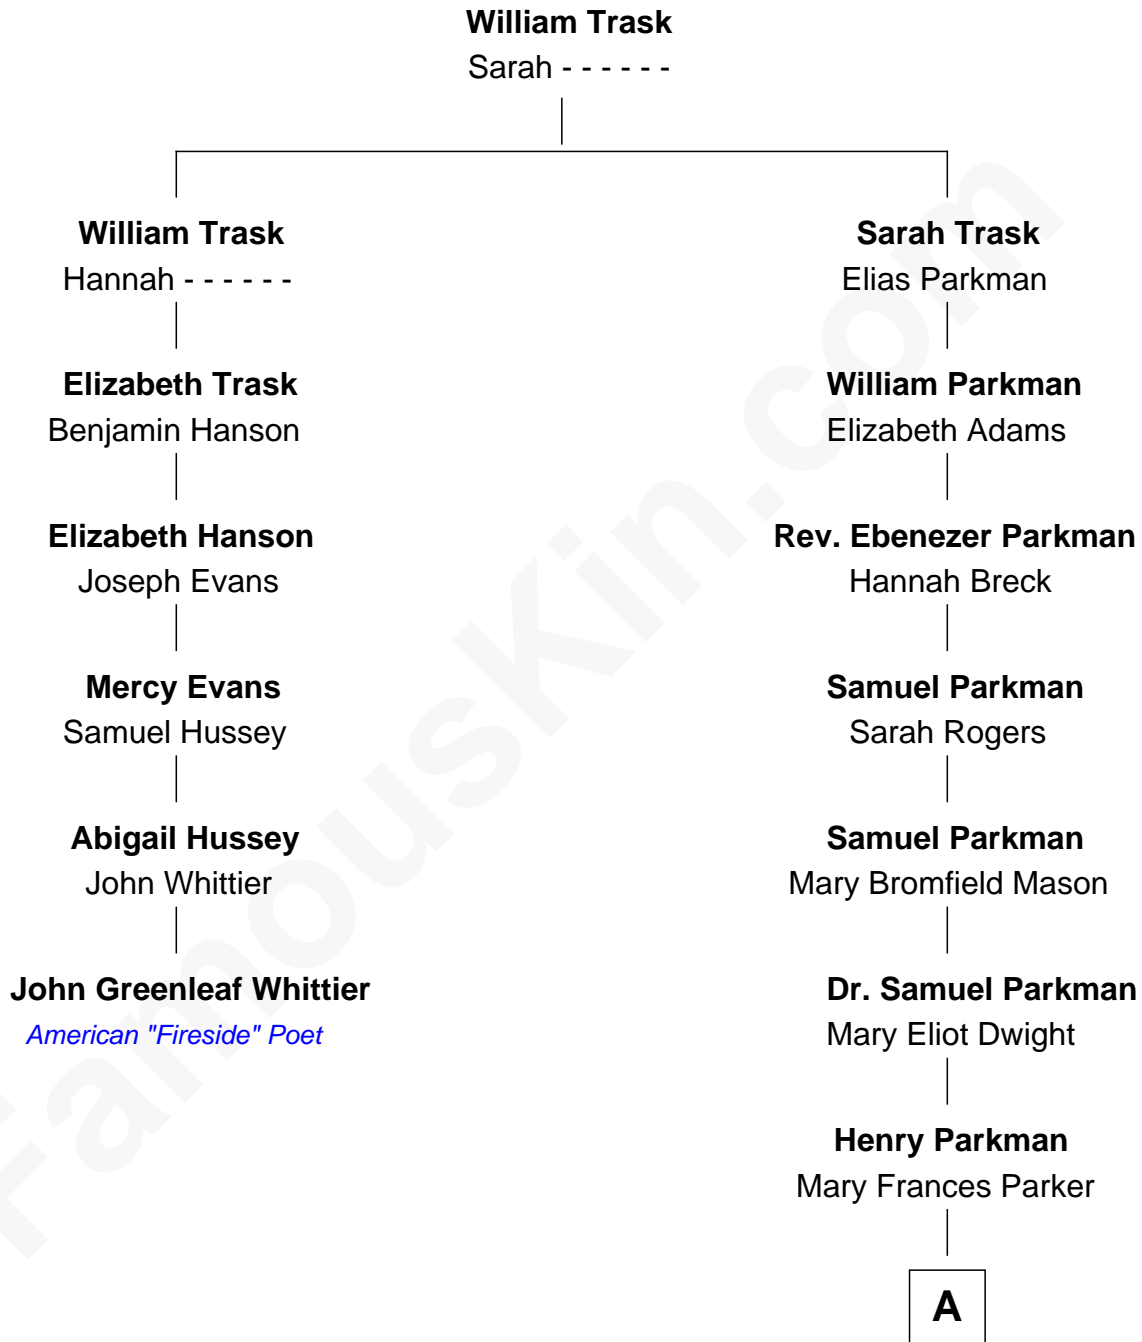 William Trask
Sarah - - - - - -
William Trask
Hannah - - - - - -
Sarah Trask
Elias Parkman
Elizabeth Trask
Benjamin Hanson
William Parkman
Elizabeth Adams
Elizabeth Hanson
Joseph Evans
Rev. Ebenezer Parkman
Hannah Breck
Mercy Evans
Samuel Hussey
Samuel Parkman
Sarah Rogers
Abigail Hussey
John Whittier
Samuel Parkman
Mary Bromfield Mason
John Greenleaf Whittier
American "Fireside" Poet
Dr. Samuel Parkman
Mary Eliot Dwight
Henry Parkman
Mary Frances Parker
A
FamousKin.com